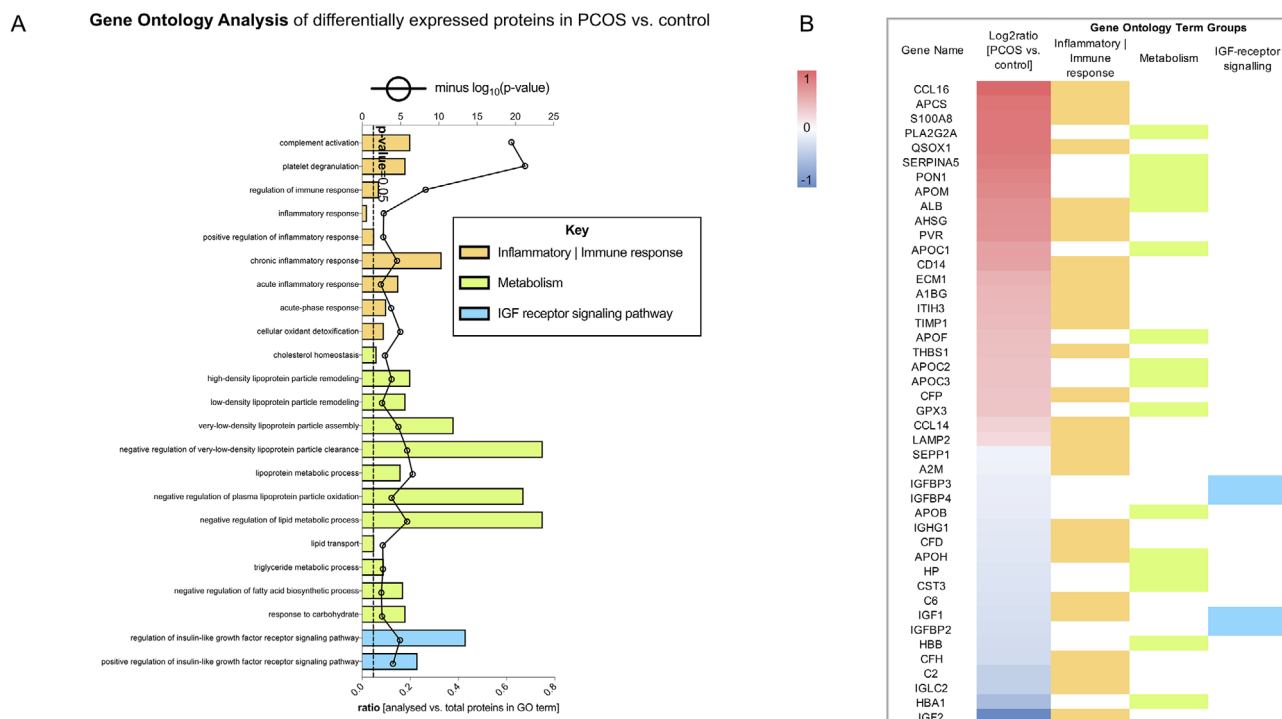 A
Gene Ontology Analysis of differentially expressed proteins in PCOS vs. control
minus log10(p-value)
0 5 10 15 20 25
p-value=0.05
complement activation
platelet degranulation
regulation of immune response
inflammatory response
positive regulation of inflammatory response
chronic inflammatory response
acute inflammatory response
acute-phase response
cellular oxidant detoxification
cholesterol homeostasis
high-density lipoprotein particle remodeling
low-density lipoprotein particle remodeling
very-low-density lipoprotein particle assembly
negative regulation of very-low-density lipoprotein particle clearance
lipoprotein metabolic process
negative regulation of plasma lipoprotein particle oxidation
negative regulation of lipid metabolic process
lipid transport
triglyceride metabolic process
negative regulation of fatty acid biosynthetic process
response to carbohydrate
regulation of insulin-like growth factor receptor signaling pathway
positive regulation of insulin-like growth factor receptor signaling pathway
0.0 0.2 0.4 0.6 0.8
ratio [analysed vs. total proteins in GO term]
Key
Inflammatory | Immune response
Metabolism
IGF receptor signaling pathway
B
1
0
-1
Gene Ontology Term Groups
Gene Name
Log2ratio
[PCOS vs.
control]
Inflammatory |
Immune
response
Metabolism
IGF-receptor
signalling
CCL16
APCS
S100A8
PLA2G2A
QSOX1
SERPINA5
PON1
APOM
ALB
AHSG
PVR
APOC1
CD14
ECM1
A1BG
ITIH3
TIMP1
APOF
THBS1
APOC2
APOC3
CFP
GPX3
CCL14
LAMP2
SEPP1
A2M
IGFBP3
IGFBP4
APOB
IGHG1
CFD
APOH
HP
CST3
C6
IGF1
IGFBP2
HBB
CFH
C2
IGLC2
HBA1
IGF2